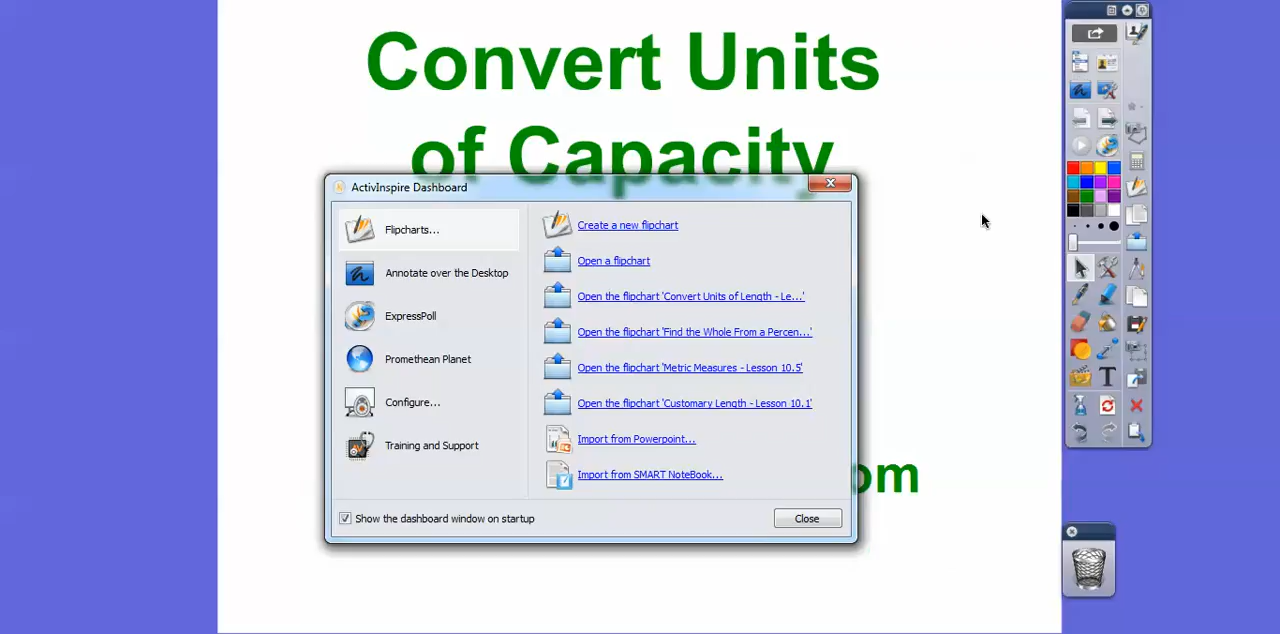 Convert Units
of Capacity
ActivInspire Dashboard
Flipcharts...
Annotate over the Desktop
ExpressPoll
Promethean Planet
Configure...
Training and Support
Create a new flipchart
Open a flipchart
Open the flipchart 'Convert Units of Length - Le...'
Open the flipchart 'Find the Whole From a Percen...'
Open the flipchart 'Metric Measures - Lesson 10.5'
Open the flipchart 'Customary Length - Lesson 10.1'
Import from Powerpoint...
Import from SMART NoteBook...
om
Show the dashboard window on startup
Close
T